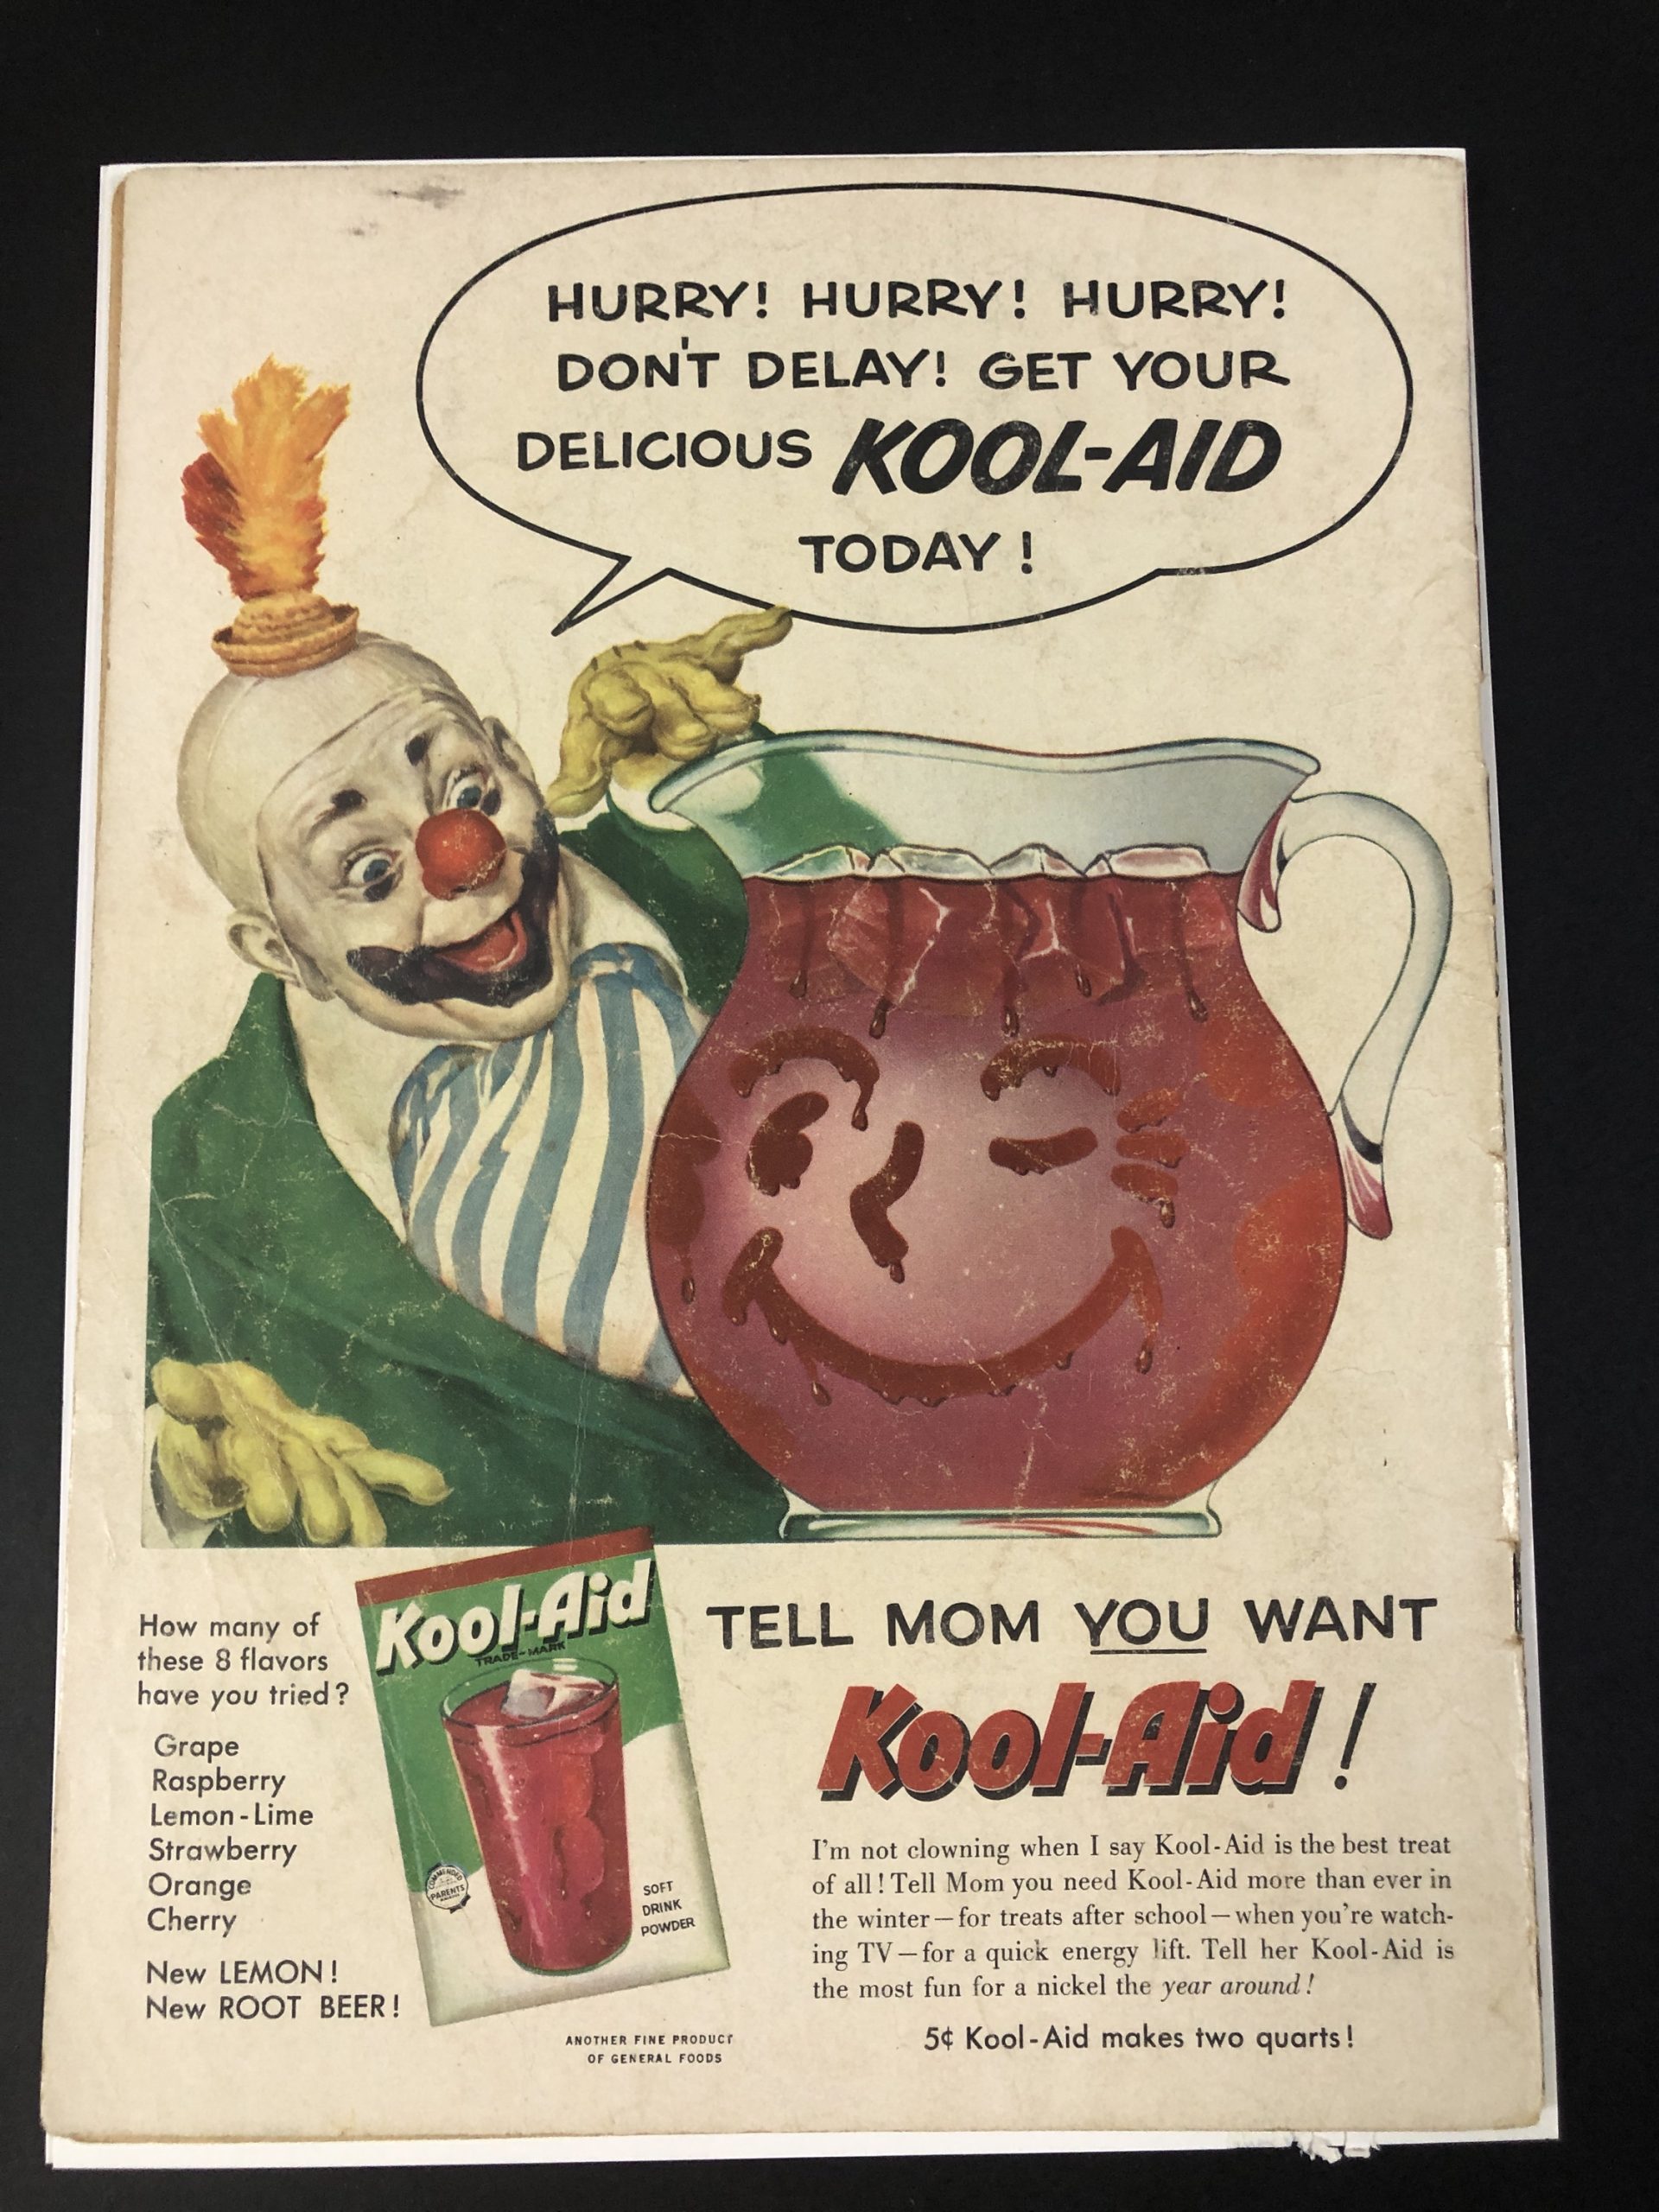 HURRY! HURRY! HURRY!
DON'T DELAY! GET YOUR
DELICIOUS KOOL-AID
TODAY!
How many of
these 8 flavors
have you tried?
Grape
Raspberry
Lemon-Lime
Strawberry
Orange
Cherry
New LEMON!
New ROOT BEER!
Kool-Aid
TRADE-MARK
COMMENDED
PARENTS
SOFT
DRINK
POWDER
ANOTHER FINE PRODUCT
OF GENERAL FOODS
TELL MOM YOU WANT
Kool-Aid!
I'm not clowning when I say Kool-Aid is the best treat
of all! Tell Mom you need Kool-Aid more than ever in
the winter—for treats after school—when you're watch-
ing TV—for a quick energy lift. Tell her Kool-Aid is
the most fun for a nickel the year around!
5¢ Kool-Aid makes two quarts!